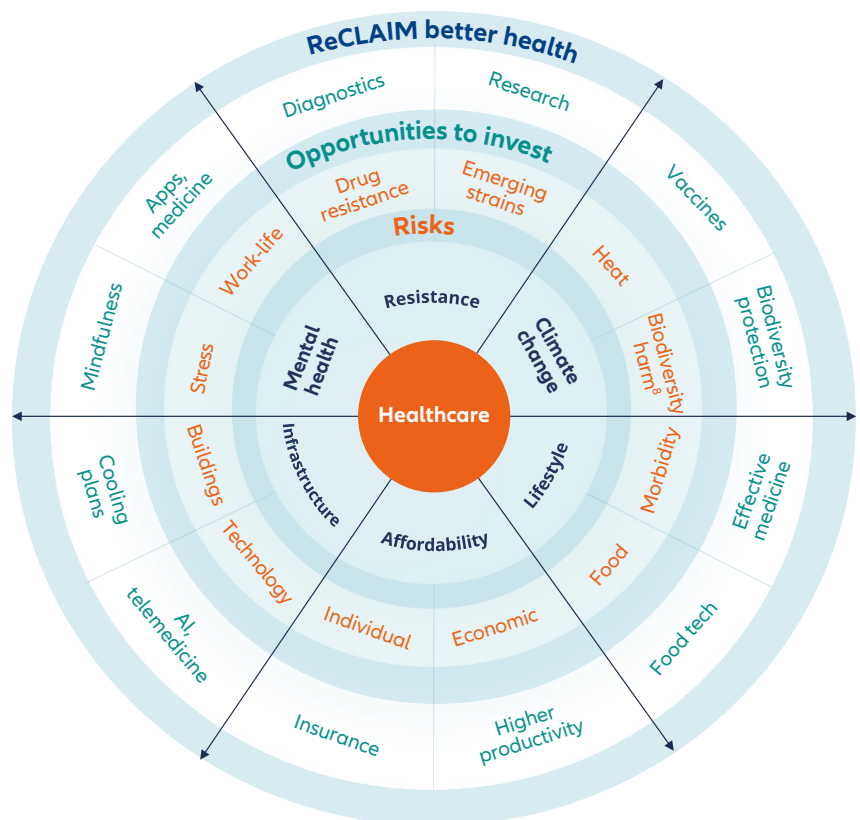 ReCLAIM better health
Diagnostics
Research
Vaccines
Biodiversity
protection
Effective
medicine
Food tech
Higher
productivity
Insurance
AI,
telemedicine
Cooling
plans
Mindfulness
Apps,
medicine
Opportunities to invest
Drug
resistance
Emerging
strains
Heat
Biodiversity
harm⁸
Morbidity
Food
Economic
Individual
Technology
Buildings
Stress
Work-life
Risks
Resistance
Climate
change
Lifestyle
Affordability
Infrastructure
Mental
health
Healthcare